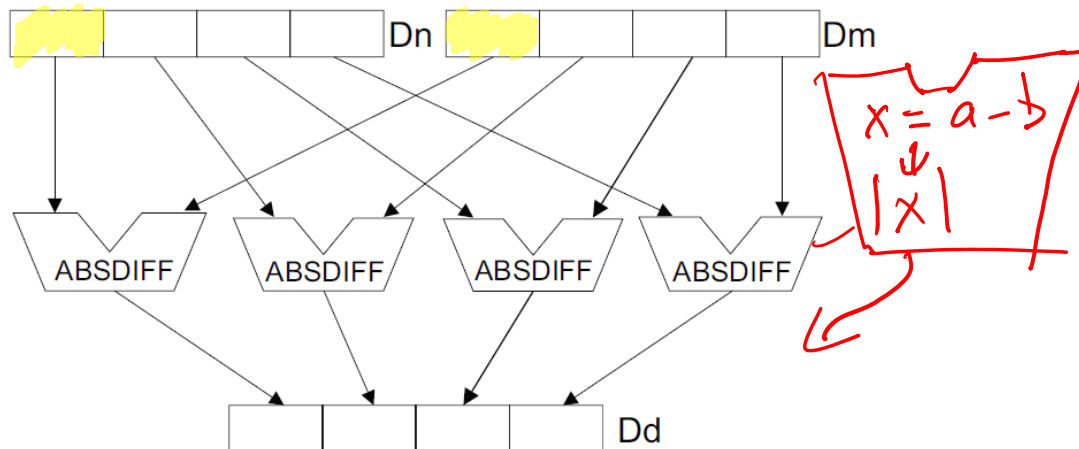 Dn
Dm
x = a - b
↓
|x|
ABSDIFF
ABSDIFF
ABSDIFF
ABSDIFF
Dd